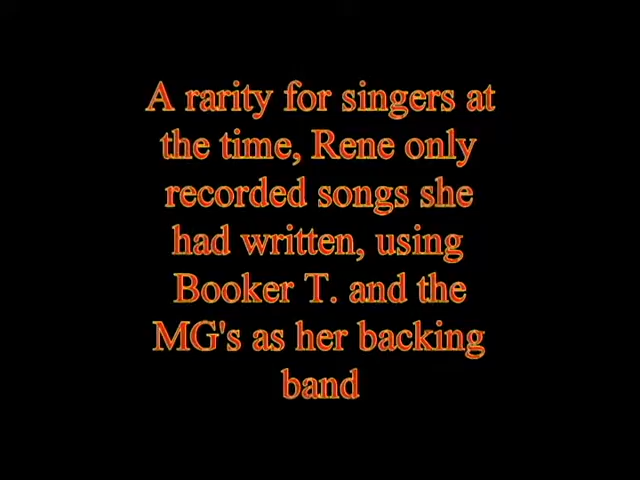 A rarity for singers at
the time, Rene only
recorded songs she
had written, using
Booker T. and the
MG's as her backing
band